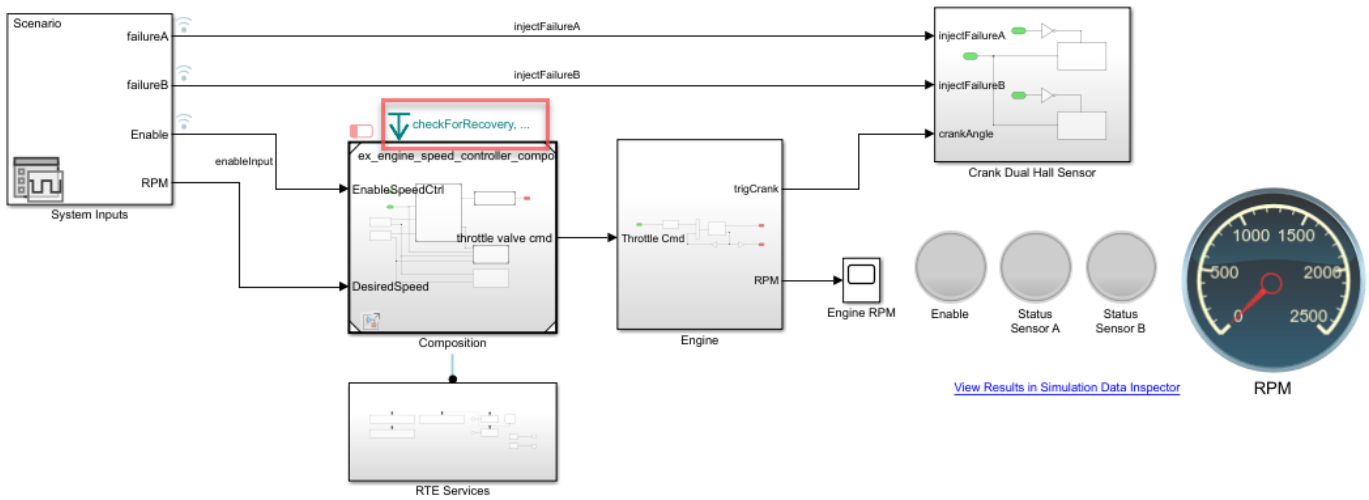 Scenario
failureA
failureB
Enable
RPM
System Inputs
injectFailureA
injectFailureB
enableInput
checkForRecovery, ...
ex_engine_speed_controller_compo
EnableSpeedCtrl
throttle valve cmd
DesiredSpeed
Composition
RTE Services
Throttle Cmd
trigCrank
RPM
Engine
Engine RPM
injectFailureA
injectFailureB
crankAngle
Crank Dual Hall Sensor
Enable
Status
Sensor A
Status
Sensor B
View Results in Simulation Data Inspector
0
500
1000
1500
2000
2500
RPM